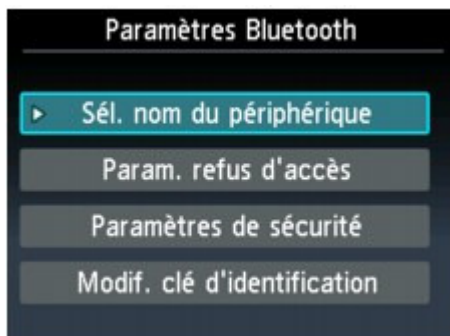 Paramètres Bluetooth
Sél. nom du périphérique
Param. refus d'accès
Paramètres de sécurité
Modif. clé d'identification